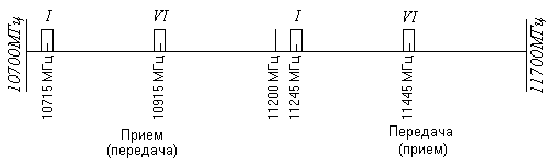 I VI I VI
10700МГц
10715 МГц
10915 МГц
11200 МГц
11245 МГц
11445 МГц
11700МГц
Прием
(передача)
Передача
(прием)